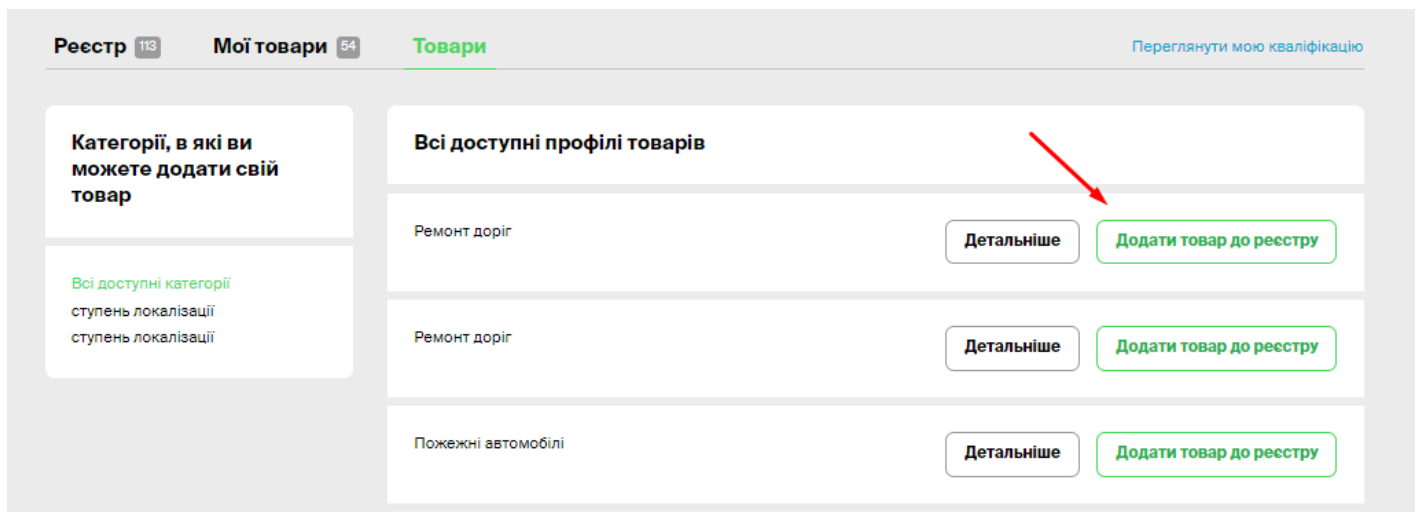 Реєстр 113 Мої товари 54 Товари Переглянути мою кваліфікацію
Категорії, в які ви
можете додати свій
товар
Всі доступні категорії
ступень локалізації
ступень локалізації
Всі доступні профілі товарів
Ремонт доріг Детальніше Додати товар до реєстру
Ремонт доріг Детальніше Додати товар до реєстру
Пожежні автомобілі Детальніше Додати товар до реєстру